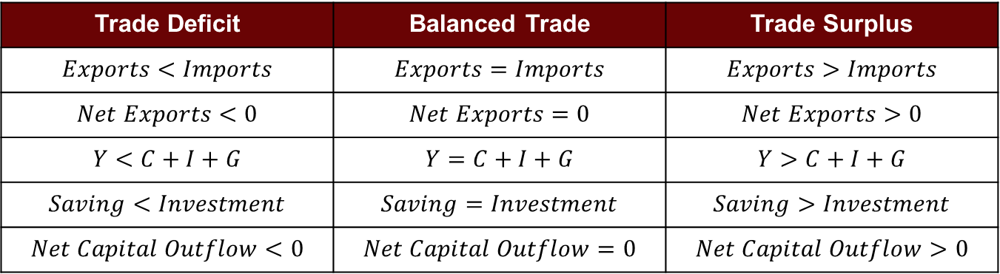 Trade Deficit Balanced Trade Trade Surplus
Exports < Imports Exports = Imports Exports > Imports
Net Exports < 0 Net Exports = 0 Net Exports > 0
Y < C + I + G Y = C + I + G Y > C + I + G
Saving < Investment Saving = Investment Saving > Investment
Net Capital Outflow < 0 Net Capital Outflow = 0 Net Capital Outflow > 0